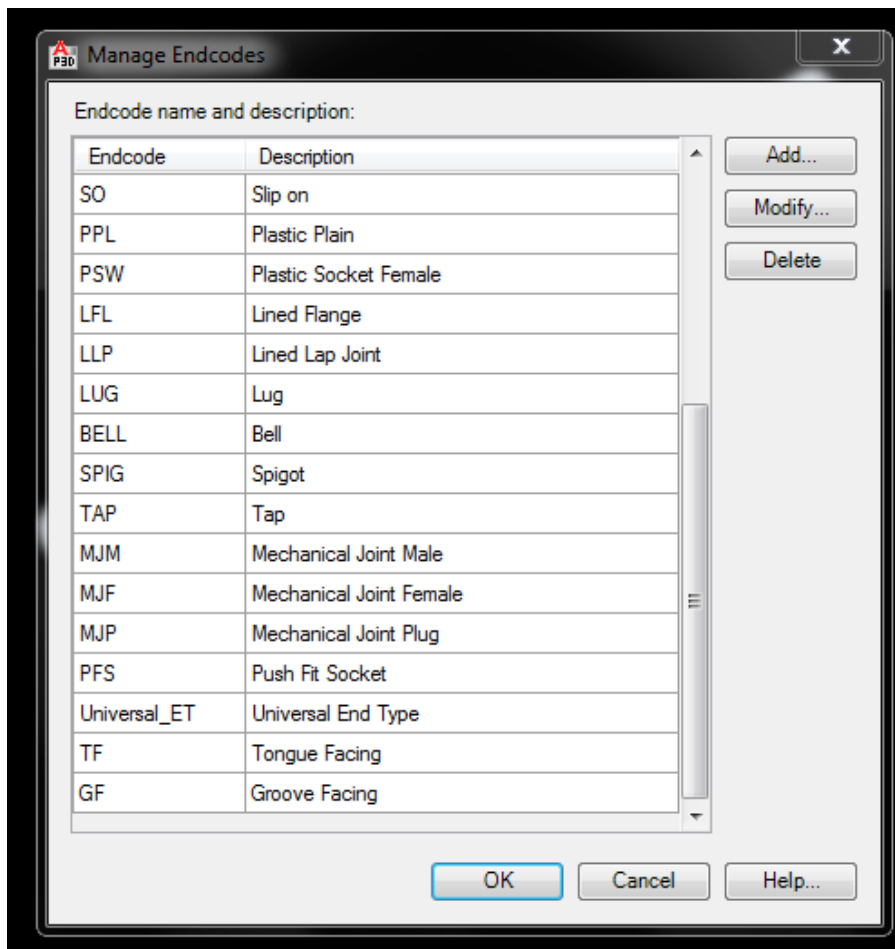 P3D Manage Endcodes
Endcode name and description:
Endcode Description
SO Slip on
PPL Plastic Plain
PSW Plastic Socket Female
LFL Lined Flange
LLP Lined Lap Joint
LUG Lug
BELL Bell
SPIG Spigot
TAP Tap
MJM Mechanical Joint Male
MJF Mechanical Joint Female
MJP Mechanical Joint Plug
PFS Push Fit Socket
Universal_ET Universal End Type
TF Tongue Facing
GF Groove Facing
Add...
Modify...
Delete
OK Cancel Help...